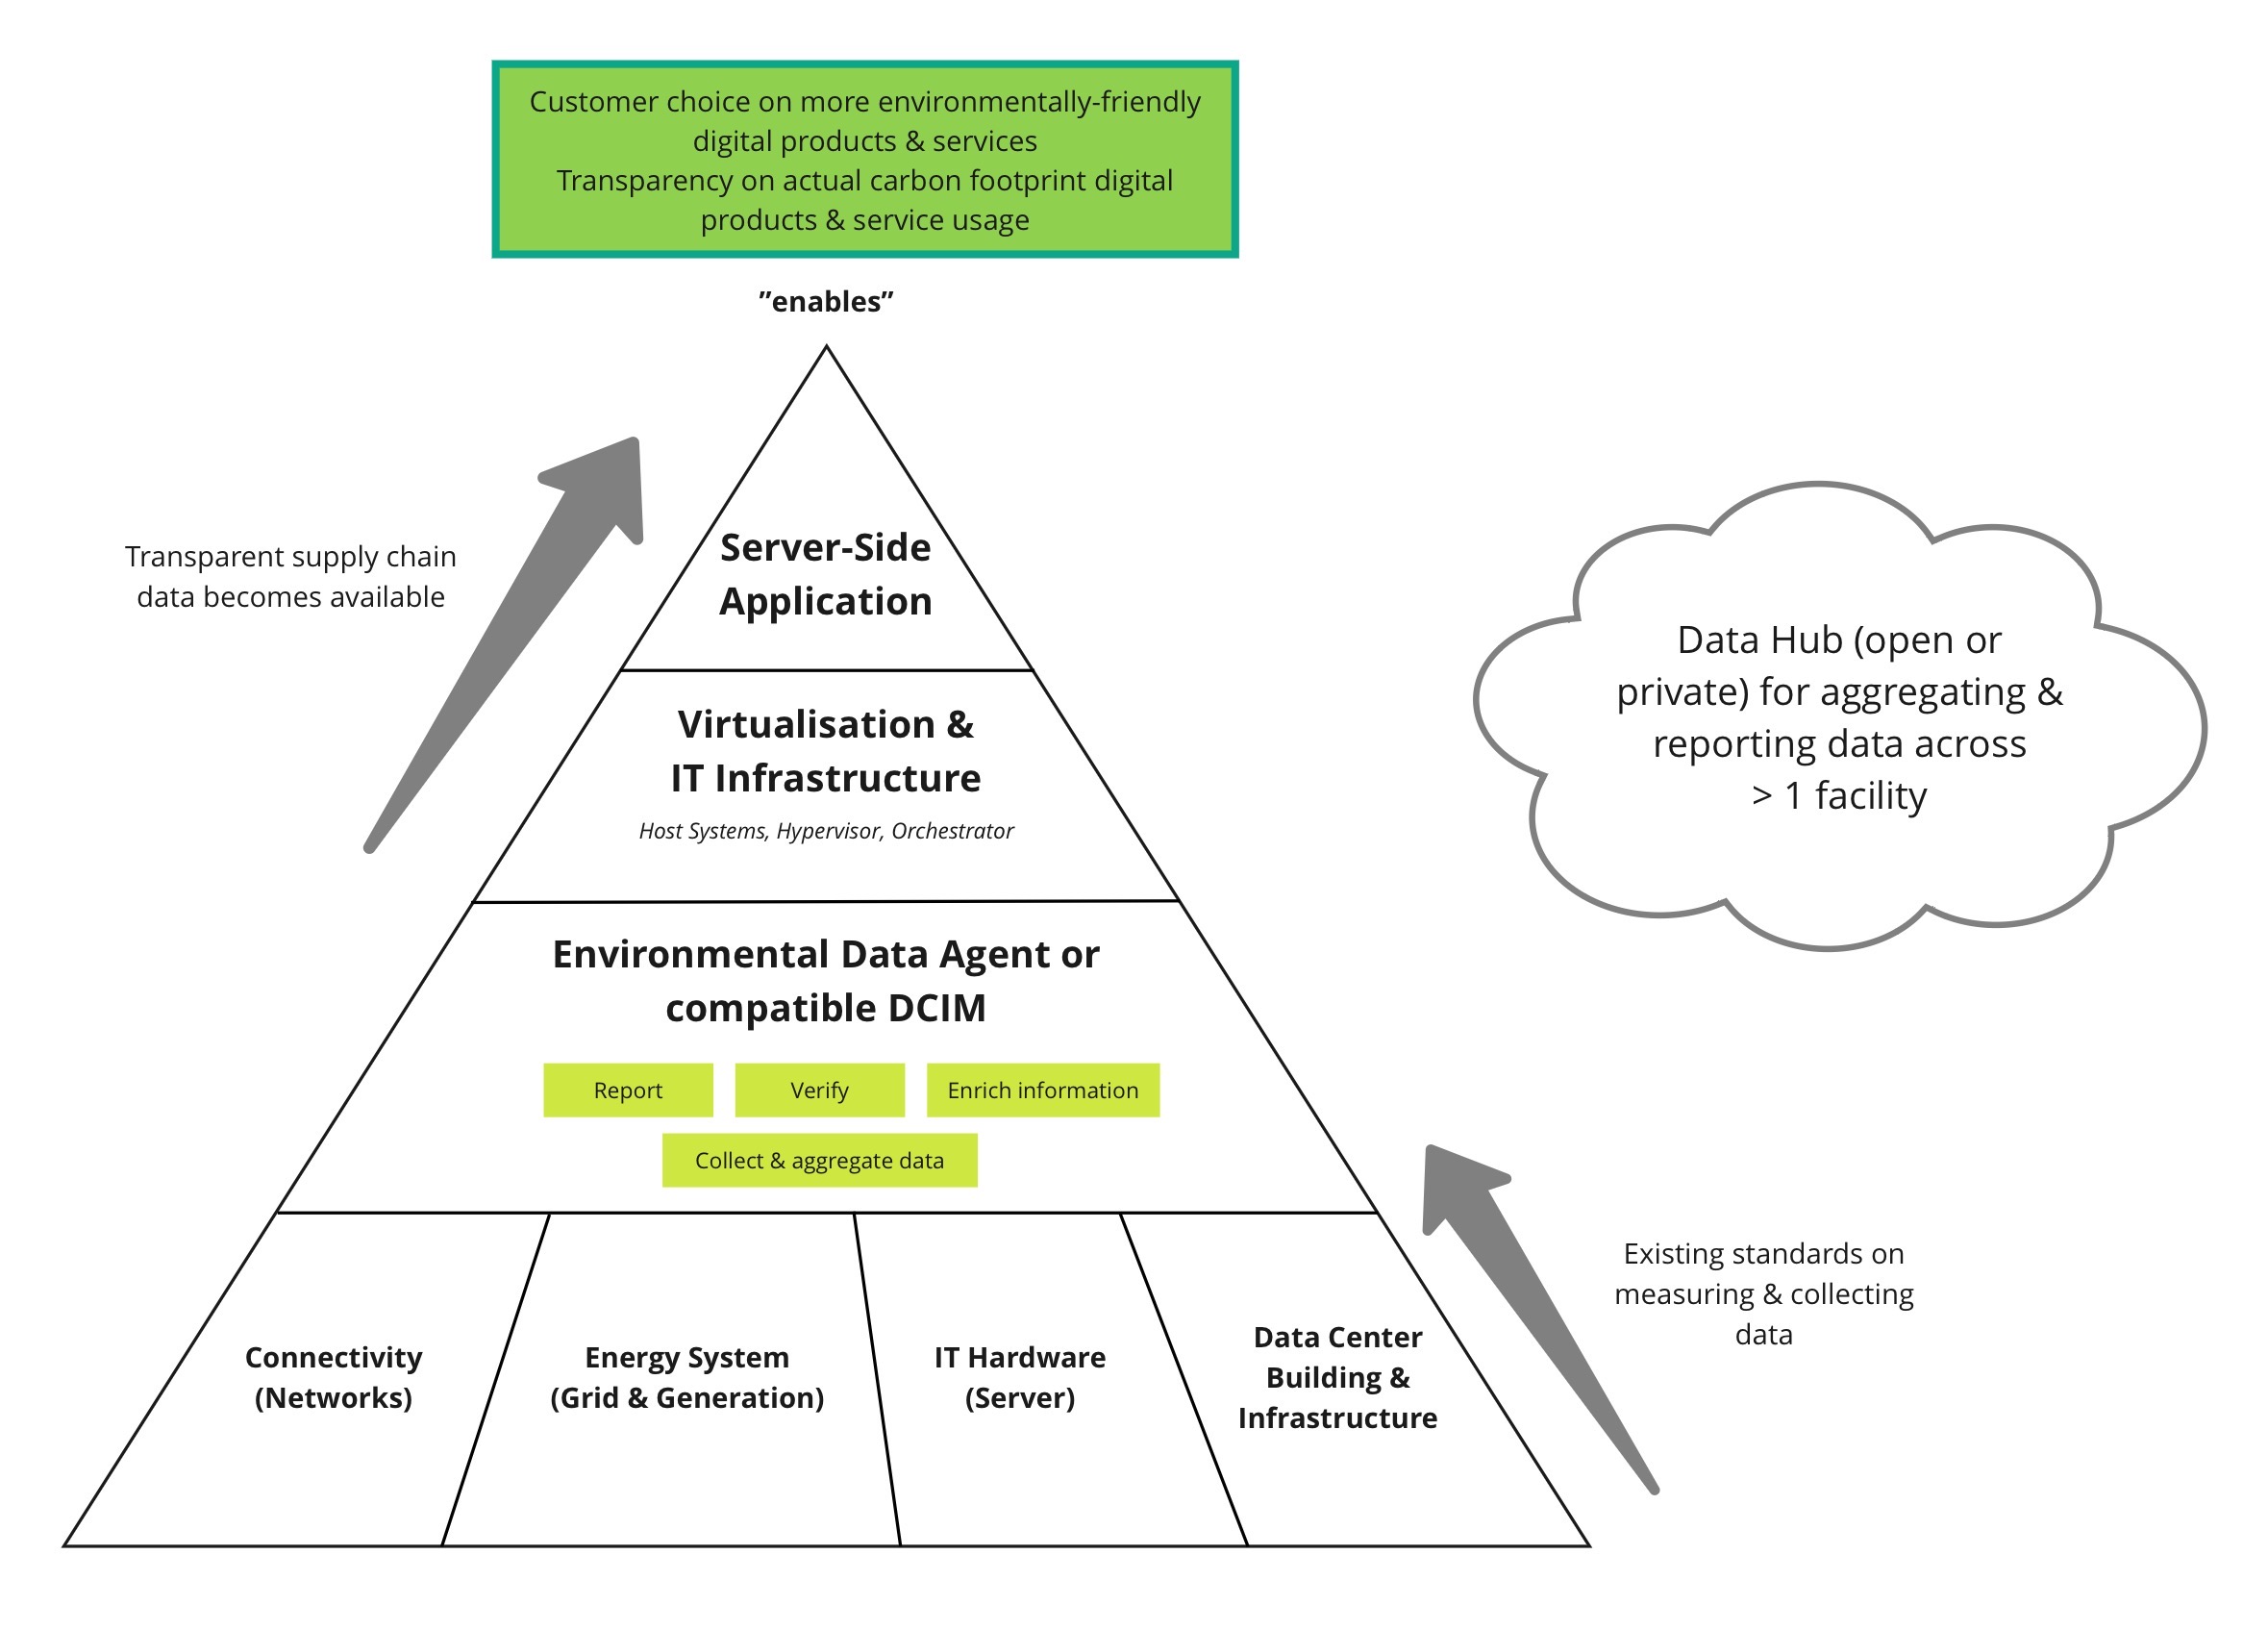 Customer choice on more environmentally-friendly
digital products & services
Transparency on actual carbon footprint digital
products & service usage
”enables”
Transparent supply chain
data becomes available
Server-Side
Application
Virtualisation &
IT Infrastructure
Host Systems, Hypervisor, Orchestrator
Data Hub (open or
private) for aggregating &
reporting data across
> 1 facility
Environmental Data Agent or
compatible DCIM
Report
Verify
Enrich information
Collect & aggregate data
Existing standards on
measuring & collecting
data
Connectivity
(Networks)
Energy System
(Grid & Generation)
IT Hardware
(Server)
Data Center
Building &
Infrastructure